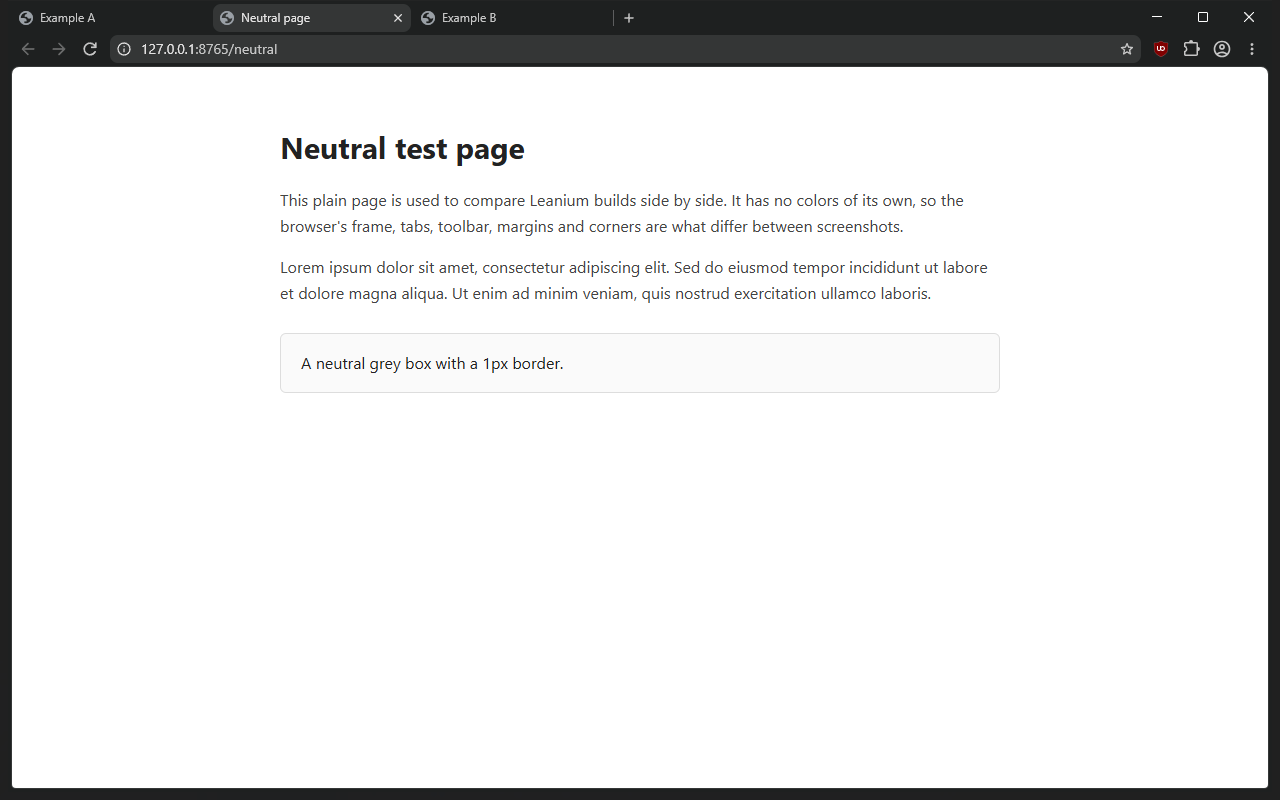 Example A
Neutral page
Example B
127.0.0.1:8765/neutral
Neutral test page
This plain page is used to compare Leanium builds side by side. It has no colors of its own, so the
browser's frame, tabs, toolbar, margins and corners are what differ between screenshots.
Lorem ipsum dolor sit amet, consectetur adipiscing elit. Sed do eiusmod tempor incididunt ut labore
et dolore magna aliqua. Ut enim ad minim veniam, quis nostrud exercitation ullamco laboris.
A neutral grey box with a 1px border.